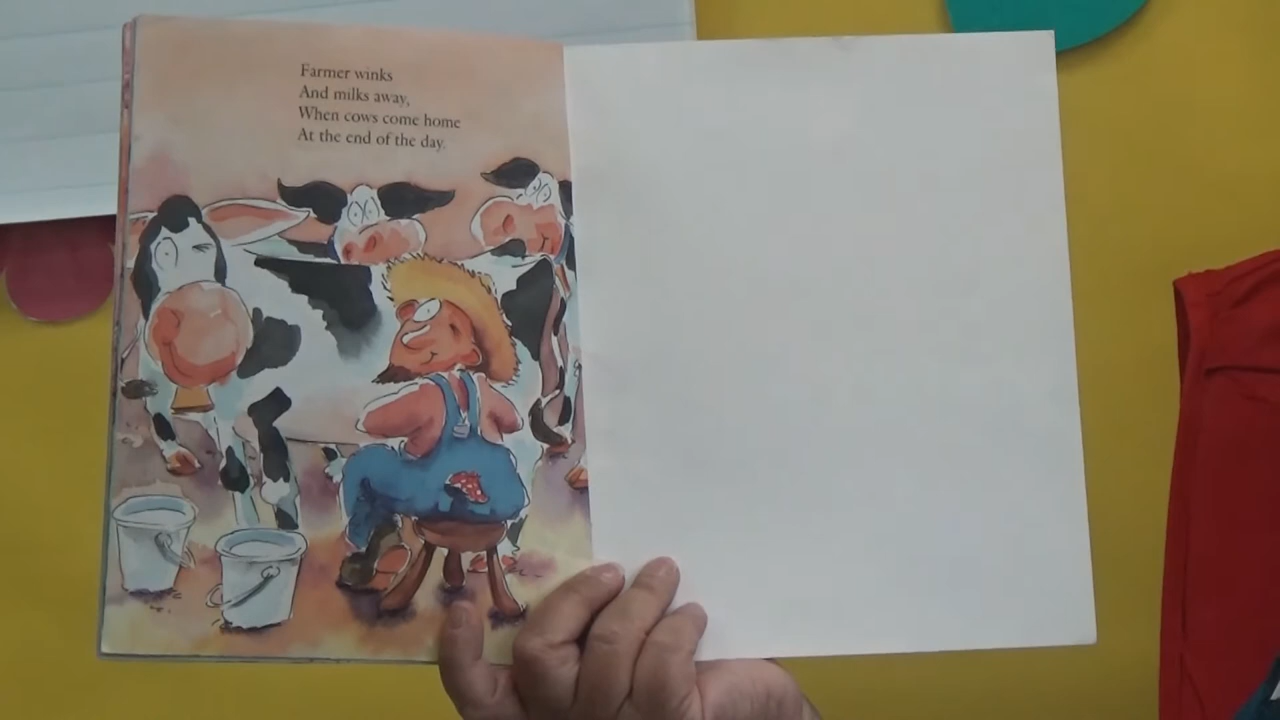 Farmer winks
And milks away,
When cows come home
At the end of the day.